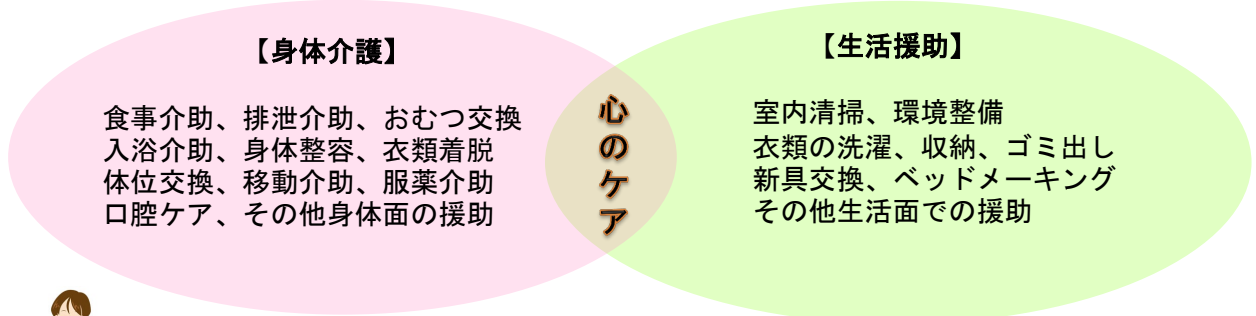 【身体介護】
食事介助、排泄介助、おむつ交換
入浴介助、身体整容、衣類着脱
体位交換、移動介助、服薬介助
口腔ケア、その他身体面の援助
心のケア
【生活援助】
室内清掃、環境整備
衣類の洗濯、収納、ゴミ出し
新具交換、ベッドメーキング
その他生活面での援助